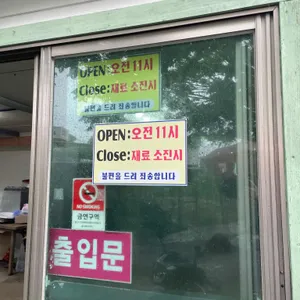 OPEN:오전 11시
Close:재료 소진시
불편을 드려 죄송합니다
OPEN:오전 11시
Close:재료 소진시
불편을 드려 죄송합니다
NO SMOKING
금연구역
출입문